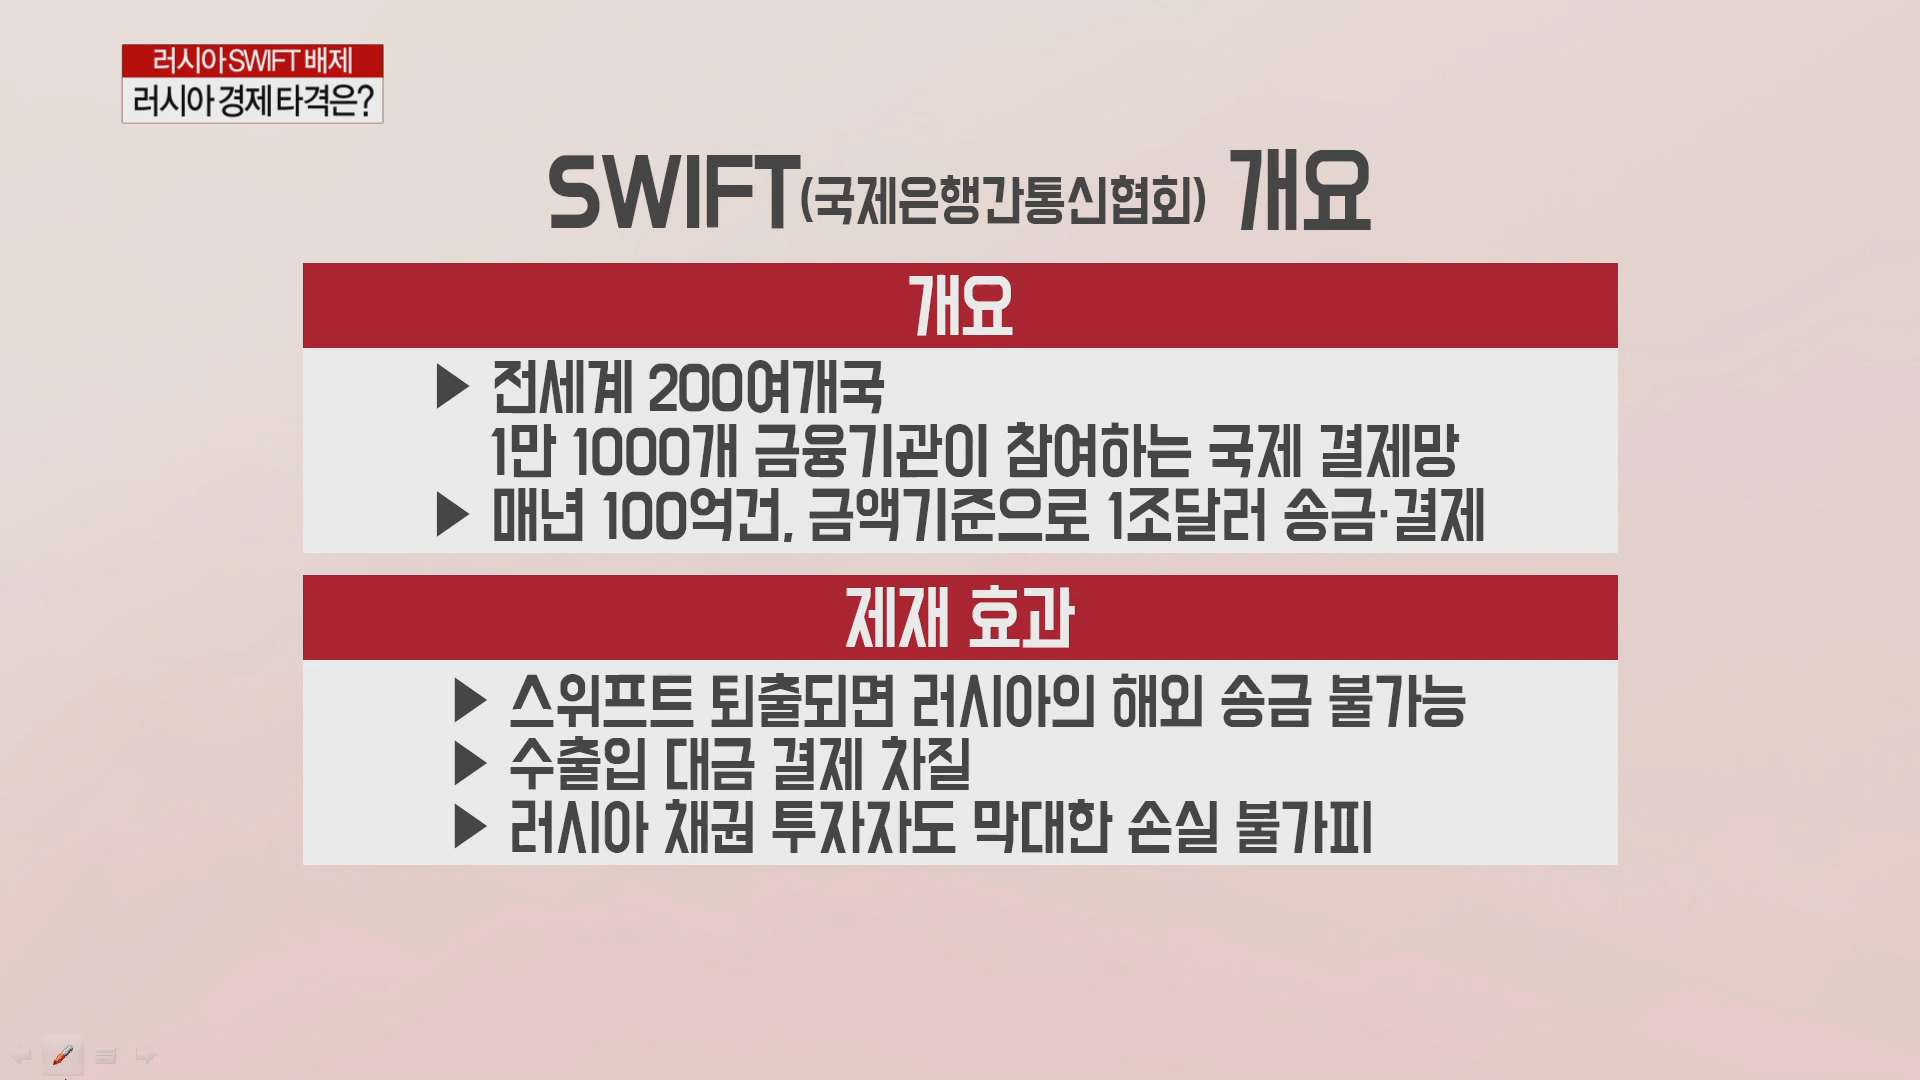 러시아 SWIFT 배제
러시아 경제 타격은?
SWIFT(국제은행간통신협회) 개요
개요
▶ 전세계 200여개국
1만 1000개 금융기관이 참여하는 국제 결제망
▶ 매년 100억건, 금액기준으로 1조달러 송금·결제
제재 효과
▶ 스위프트 퇴출되면 러시아의 해외 송금 불가능
▶ 수출입 대금 결제 차질
▶ 러시아 채권 투자자도 막대한 손실 불가피